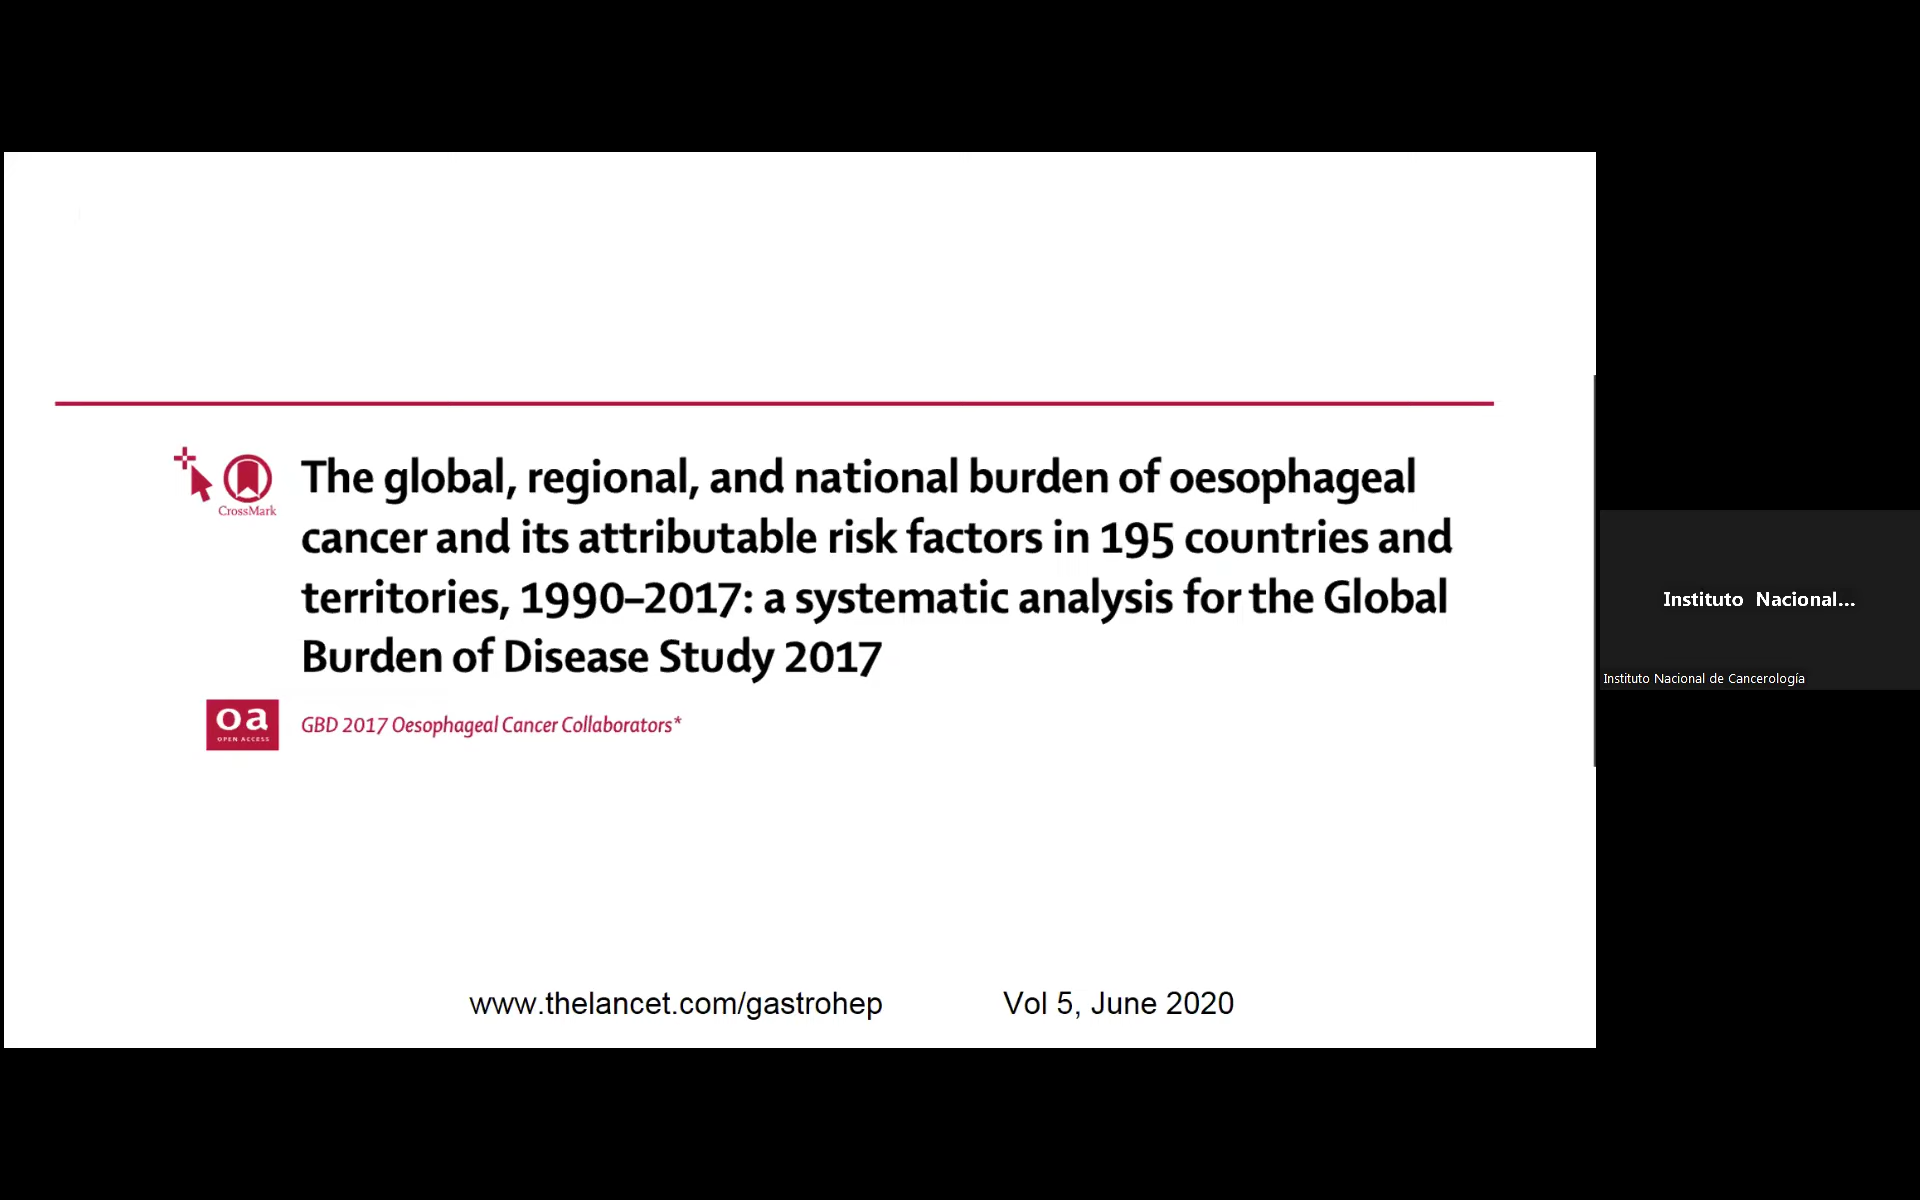 CrossMark
The global, regional, and national burden of oesophageal
cancer and its attributable risk factors in 195 countries and
territories, 1990–2017: a systematic analysis for the Global
Burden of Disease Study 2017
oa
OPEN ACCESS
GBD 2017 Oesophageal Cancer Collaborators*
www.thelancet.com/gastrohep Vol 5, June 2020
Instituto Nacional...
Instituto Nacional de Cancerología